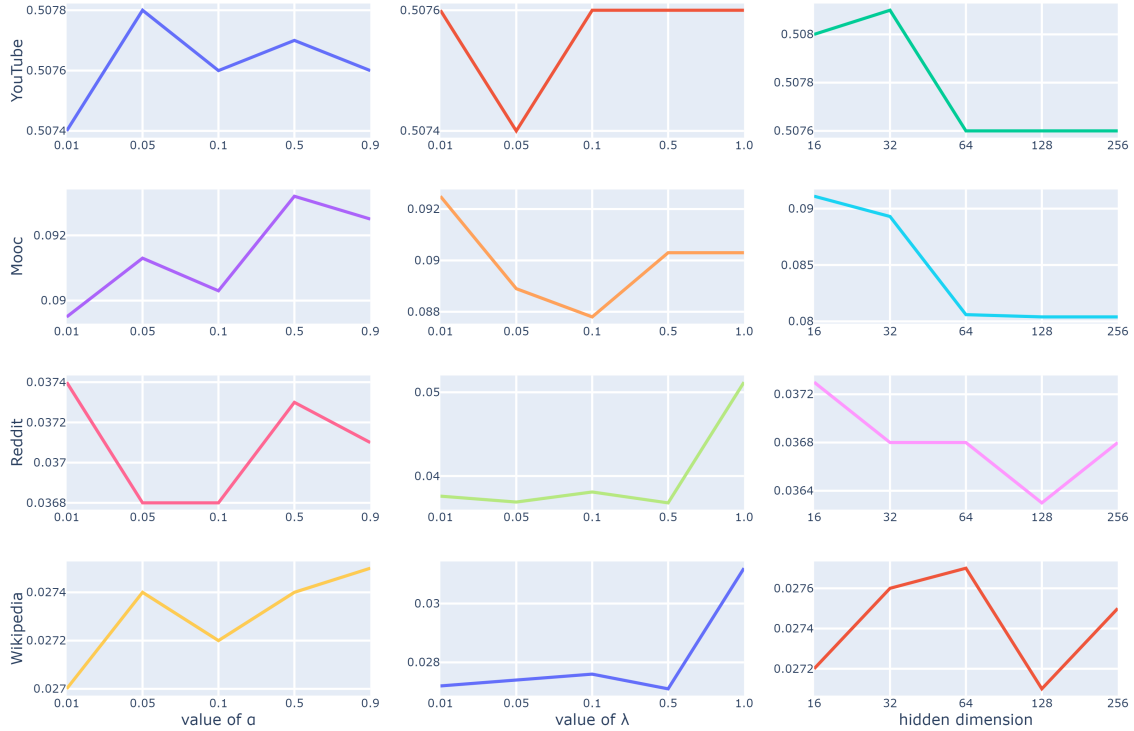 YouTube
0.5078
0.5076
0.5074
0.01 0.05 0.1 0.5 0.9
0.5076
0.5074
0.01 0.05 0.1 0.5 1.0
0.508
0.5078
0.5076
16 32 64 128 256
Mooc
0.092
0.09
0.01 0.05 0.1 0.5 0.9
0.092
0.09
0.088
0.01 0.05 0.1 0.5 1.0
0.09
0.085
0.08
16 32 64 128 256
Reddit
0.0374
0.0372
0.037
0.0368
0.01 0.05 0.1 0.5 0.9
0.05
0.04
0.01 0.05 0.1 0.5 1.0
0.0372
0.0368
0.0364
16 32 64 128 256
Wikipedia
0.0274
0.0272
0.027
0.01 0.05 0.1 0.5 0.9
value of α
0.03
0.028
0.01 0.05 0.1 0.5 1.0
value of λ
0.0276
0.0274
0.0272
16 32 64 128 256
hidden dimension